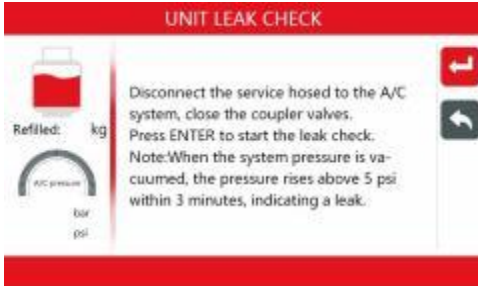 UNIT LEAK CHECK
Disconnect the service hosed to the A/C
system, close the coupler valves.
Press ENTER to start the leak check.
Note:When the system pressure is va-
cuumed, the pressure rises above 5 psi
within 3 minutes, indicating a leak.
Refilled: kg
A/C pressure
bar
psi